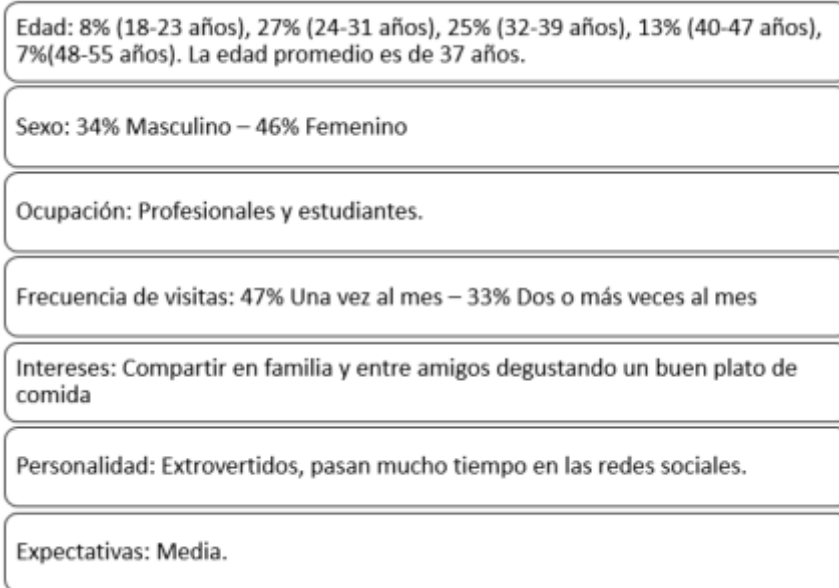 Edad: 8% (18-23 años), 27% (24-31 años), 25% (32-39 años), 13% (40-47 años),
7%(48-55 años). La edad promedio es de 37 años.
Sexo: 34% Masculino – 46% Femenino
Ocupación: Profesionales y estudiantes.
Frecuencia de visitas: 47% Una vez al mes – 33% Dos o más veces al mes
Intereses: Compartir en familia y entre amigos degustando un buen plato de
comida
Personalidad: Extrovertidos, pasan mucho tiempo en las redes sociales.
Expectativas: Media.